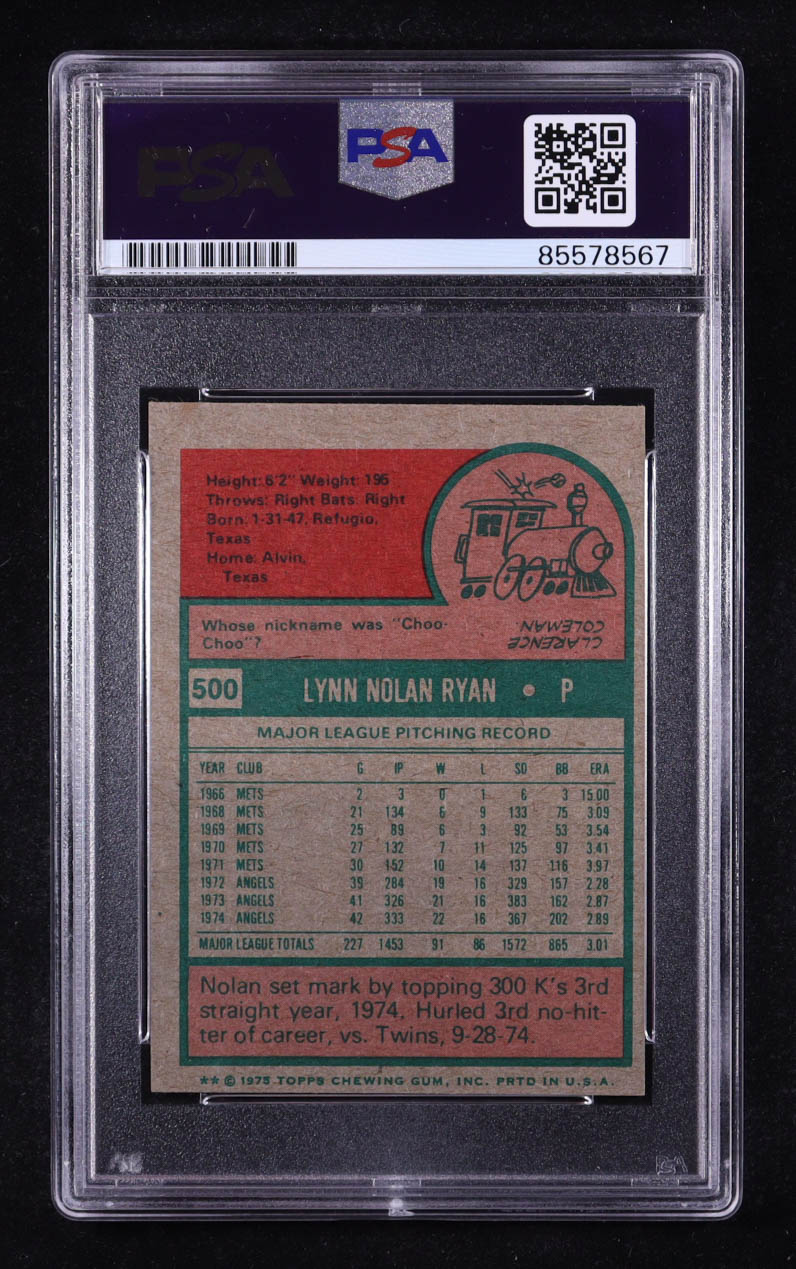 PSA
PSA
85578567
Height: 6'2" Weight: 195
Throws: Right Bats: Right
Born: 1-31-47, Refugio,
Texas
Home: Alvin,
Texas
Whose nickname was "Choo-
Choo"?
CLARENCE
COLEMAN.
500 LYNN NOLAN RYAN • P
MAJOR LEAGUE PITCHING RECORD
YEAR CLUB G IP W L SO BB ERA
1966 METS 2 3 0 1 6 3 15.00
1968 METS 21 134 6 9 133 75 3.09
1969 METS 25 89 6 3 92 53 3.54
1970 METS 27 132 7 11 125 97 3.41
1971 METS 30 152 10 14 137 116 3.97
1972 ANGELS 39 284 19 16 329 157 2.28
1973 ANGELS 41 326 21 16 383 162 2.87
1974 ANGELS 42 333 22 16 367 202 2.89
MAJOR LEAGUE TOTALS 227 1453 91 86 1572 865 3.01
Nolan set mark by topping 300 K's 3rd
straight year, 1974. Hurled 3rd no-hit-
ter of career, vs. Twins, 9-28-74.
** © 1975 TOPPS CHEWING GUM, INC. PRTD IN U.S.A.
PSA